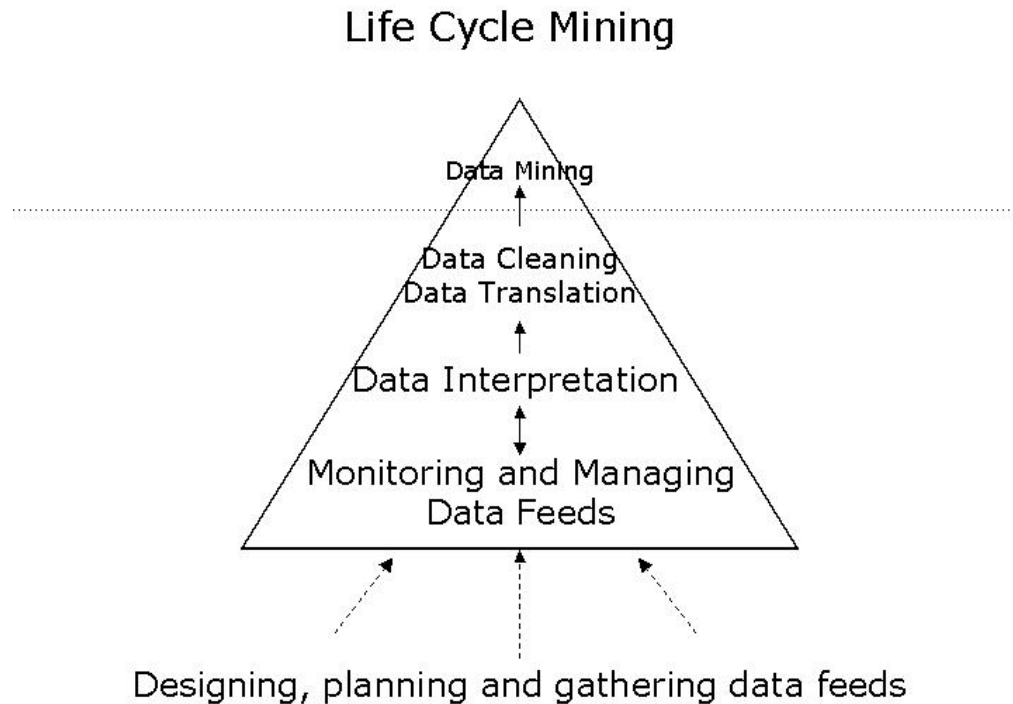 Life Cycle Mining
Data Mining
Data Cleaning
Data Translation
Data Interpretation
Monitoring and Managing
Data Feeds
Designing, planning and gathering data feeds